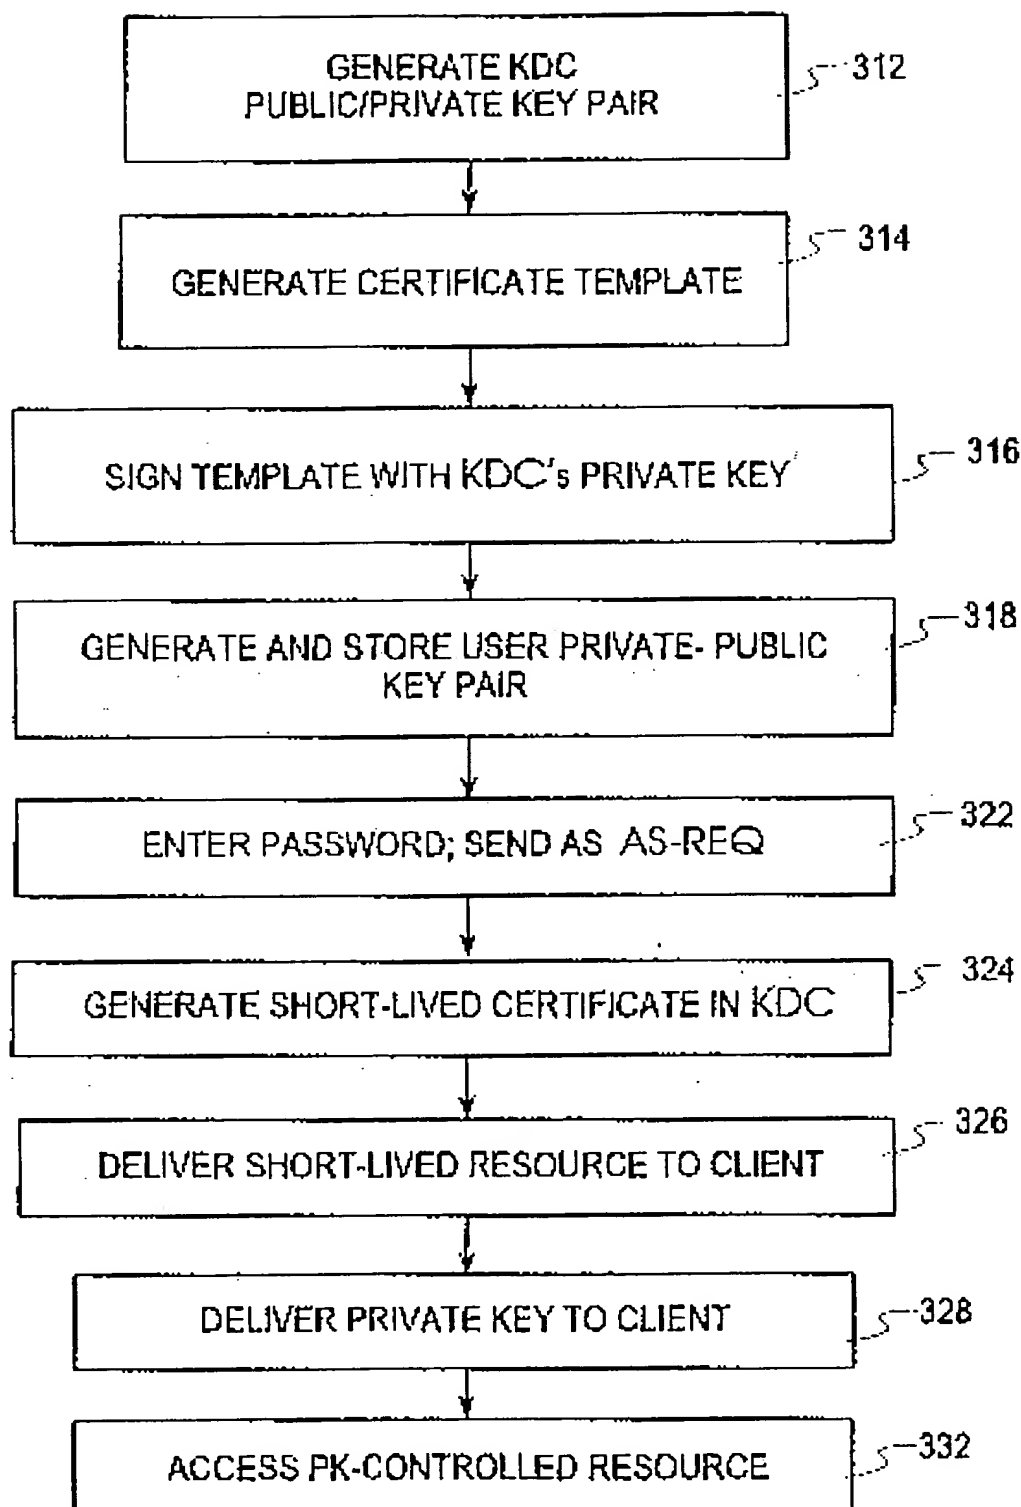 GENERATE KDC
PUBLIC/PRIVATE KEY PAIR
312
GENERATE CERTIFICATE TEMPLATE
314
SIGN TEMPLATE WITH KDC's PRIVATE KEY
316
GENERATE AND STORE USER PRIVATE- PUBLIC
KEY PAIR
318
ENTER PASSWORD; SEND AS AS-REQ
322
GENERATE SHORT-LIVED CERTIFICATE IN KDC
324
DELIVER SHORT-LIVED RESOURCE TO CLIENT
326
DELIVER PRIVATE KEY TO CLIENT
328
ACCESS PK-CONTROLLED RESOURCE
332